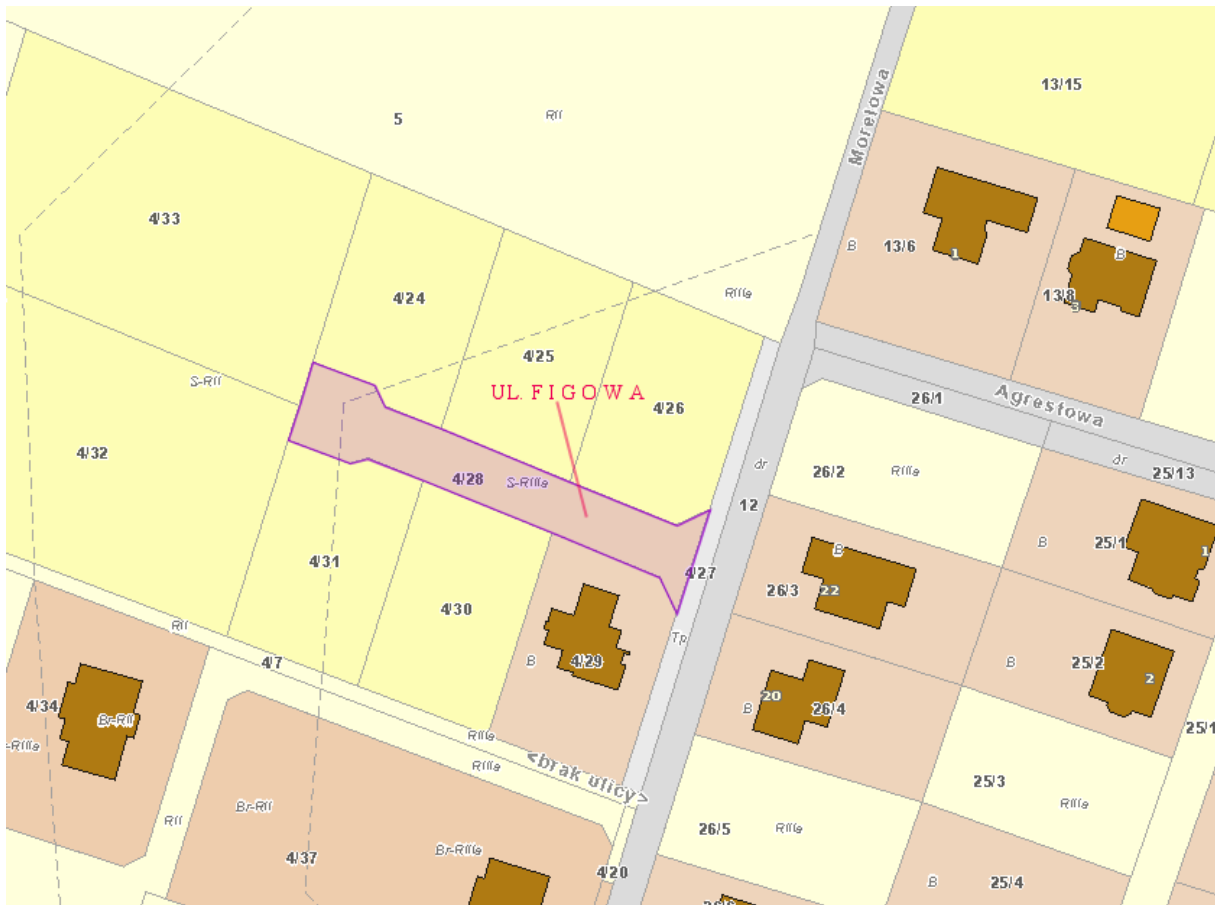 13/15
5
RII
Morelowa
4/33
B
13/6
1
B
13/8
3
4/24
RIIIa
4/25
S-RII
UL. F I G O W A
4/26
26/1
Agrestowa
4/32
dr
26/2
RIIIa
dr
25/13
4/28
S-RIIIa
12
B
25/1
1
4/31
4/27
B
26/3
22
4/30
RII
Tp
B
4/29
B
25/2
2
4/7
4/34
Br-RII
20
B
26/4
-RIIIa
RIIIa
25/1
<brak ulicy>
RIIIa
25/3
RIIIa
Br-RII
RII
26/5
RIIIa
4/37
Br-RIIIa
4/20
B
25/4